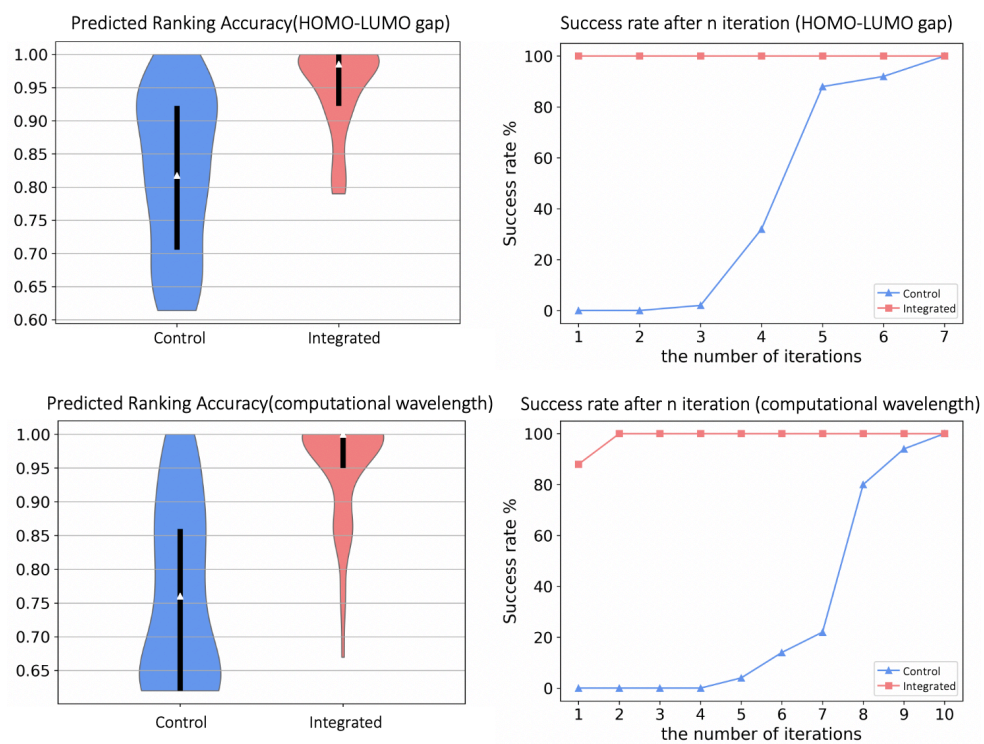 Predicted Ranking Accuracy(HOMO-LUMO gap)
1.00
0.95
0.90
0.85
0.80
0.75
0.70
0.65
0.60
Control
Integrated
Success rate after n iteration (HOMO-LUMO gap)
Success rate %
100
80
60
40
20
0
Control
Integrated
1 2 3 4 5 6 7
the number of iterations
Predicted Ranking Accuracy(computational wavelength)
1.00
0.95
0.90
0.85
0.80
0.75
0.70
0.65
Control
Integrated
Success rate after n iteration (computational wavelength)
Success rate %
100
80
60
40
20
0
Control
Integrated
1 2 3 4 5 6 7 8 9 10
the number of iterations